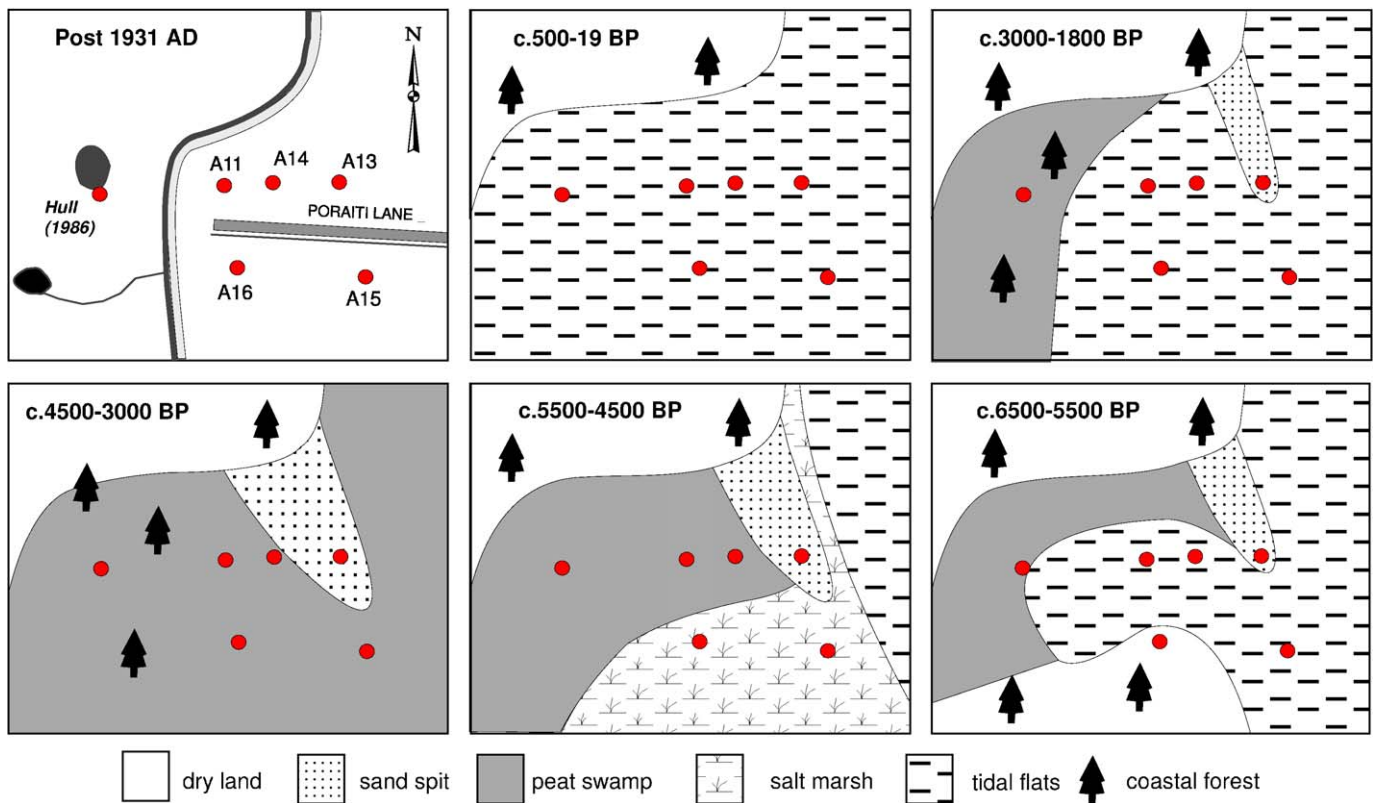 Post 1931 AD
N
A11
A14
A13
Hull
(1986)
PORAITI LANE
A16
A15
c.500-19 BP
c.3000-1800 BP
c.4500-3000 BP
c.5500-4500 BP
c.6500-5500 BP
dry land
sand spit
peat swamp
salt marsh
tidal flats
coastal forest